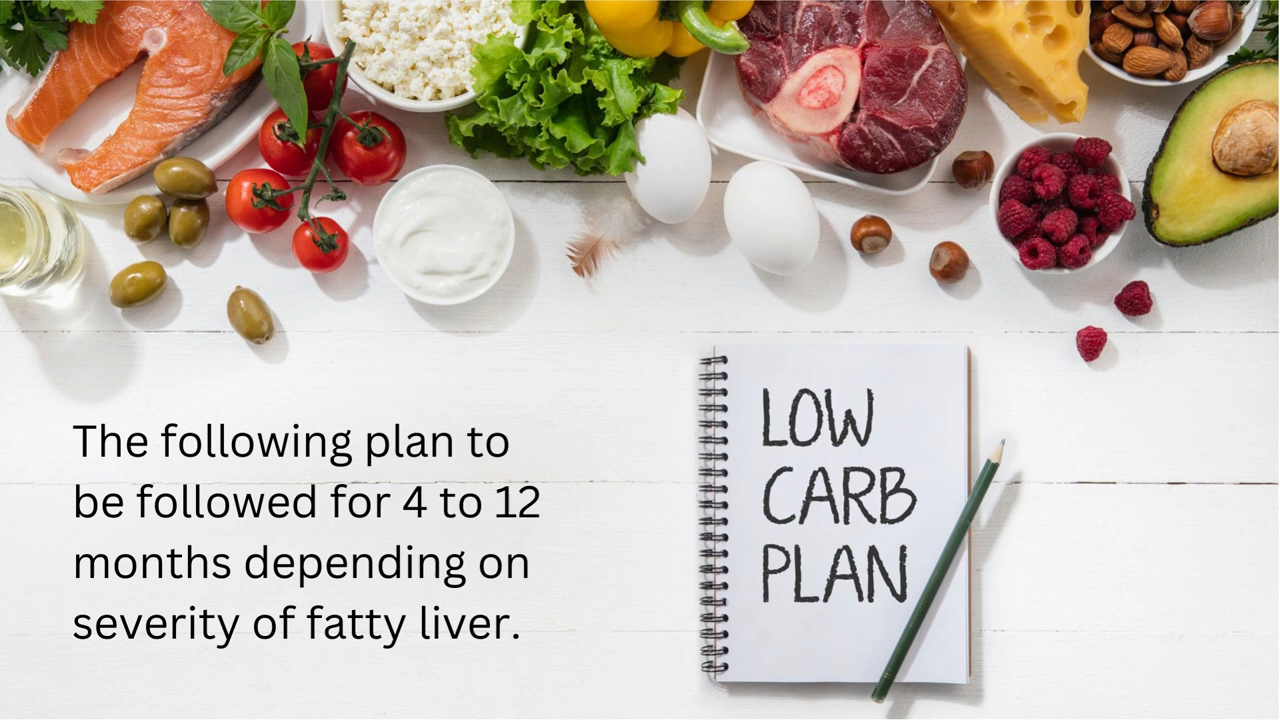 The following plan to
be followed for 4 to 12
months depending on
severity of fatty liver.
LOW
CARB
PLAN